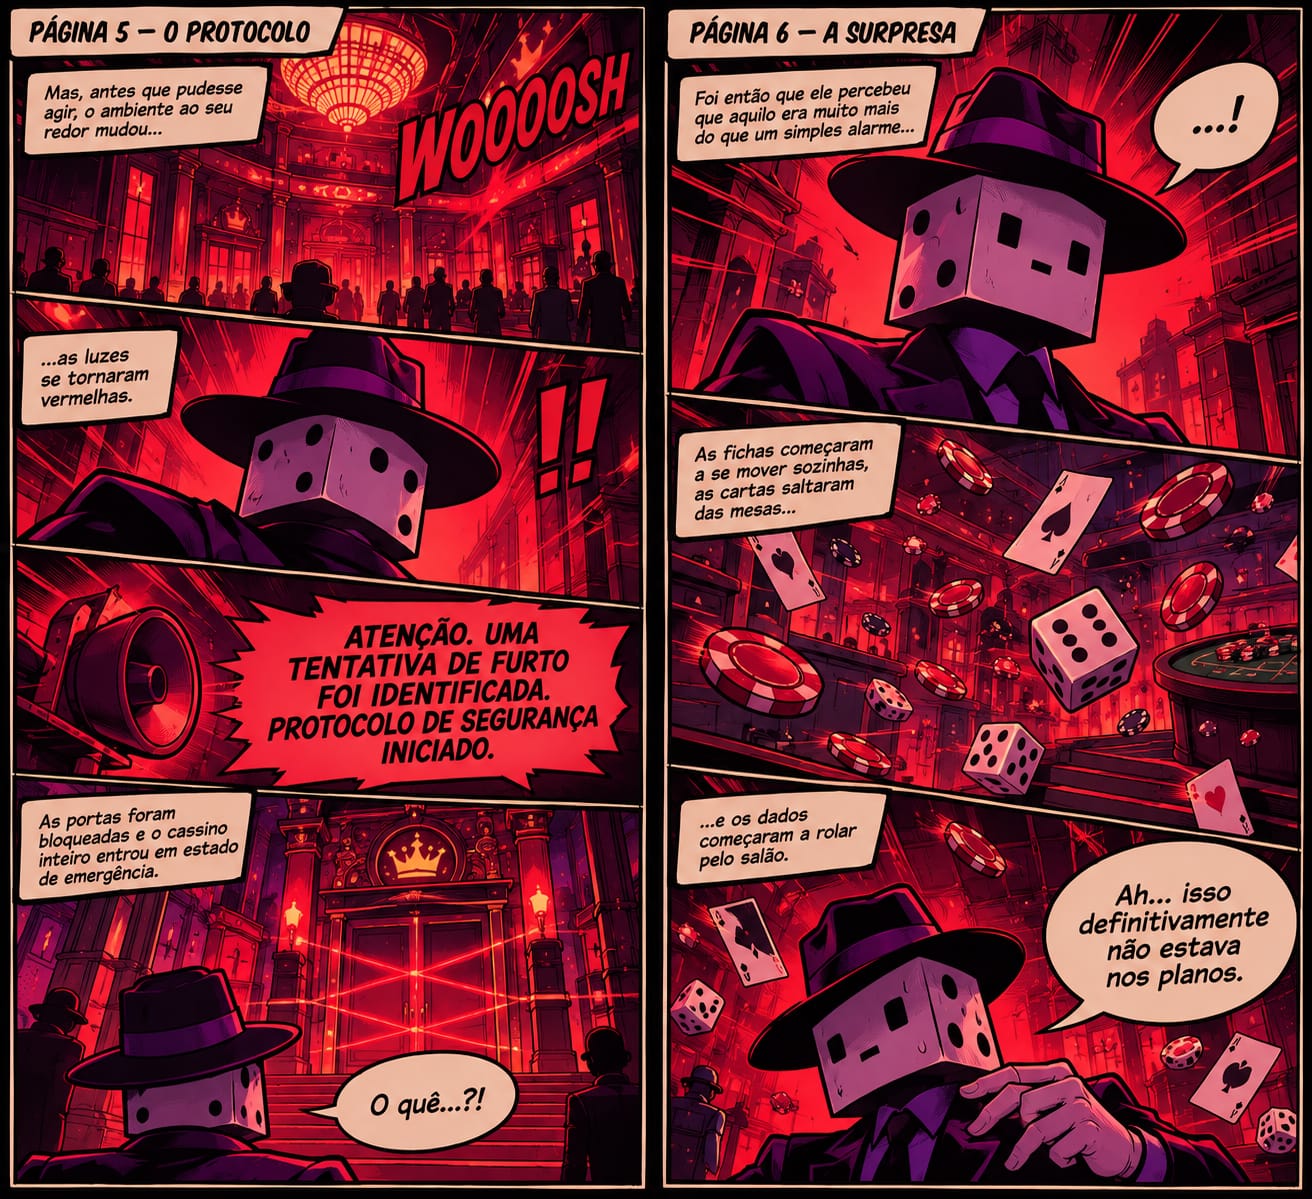 PÁGINA 5 – O PROTOCOLO
Mas, antes que pudesse
agir, o ambiente ao seu
redor mudou...
WOOOOSH
...as luzes
se tornaram
vermelhas.
!!
ATENÇÃO. UMA
TENTATIVA DE FURTO
FOI IDENTIFICADA.
PROTOCOLO DE SEGURANÇA
INICIADO.
As portas foram
bloqueadas e o cassino
inteiro entrou em estado
de emergência.
O quê...?!
PÁGINA 6 – A SURPRESA
Foi então que ele percebeu
que aquilo era muito mais
do que um simples alarme...
...!
As fichas começaram
a se mover sozinhas,
as cartas saltaram
das mesas...
...e os dados
começaram a rolar
pelo salão.
Ah... isso
definitivamente
não estava
nos planos.